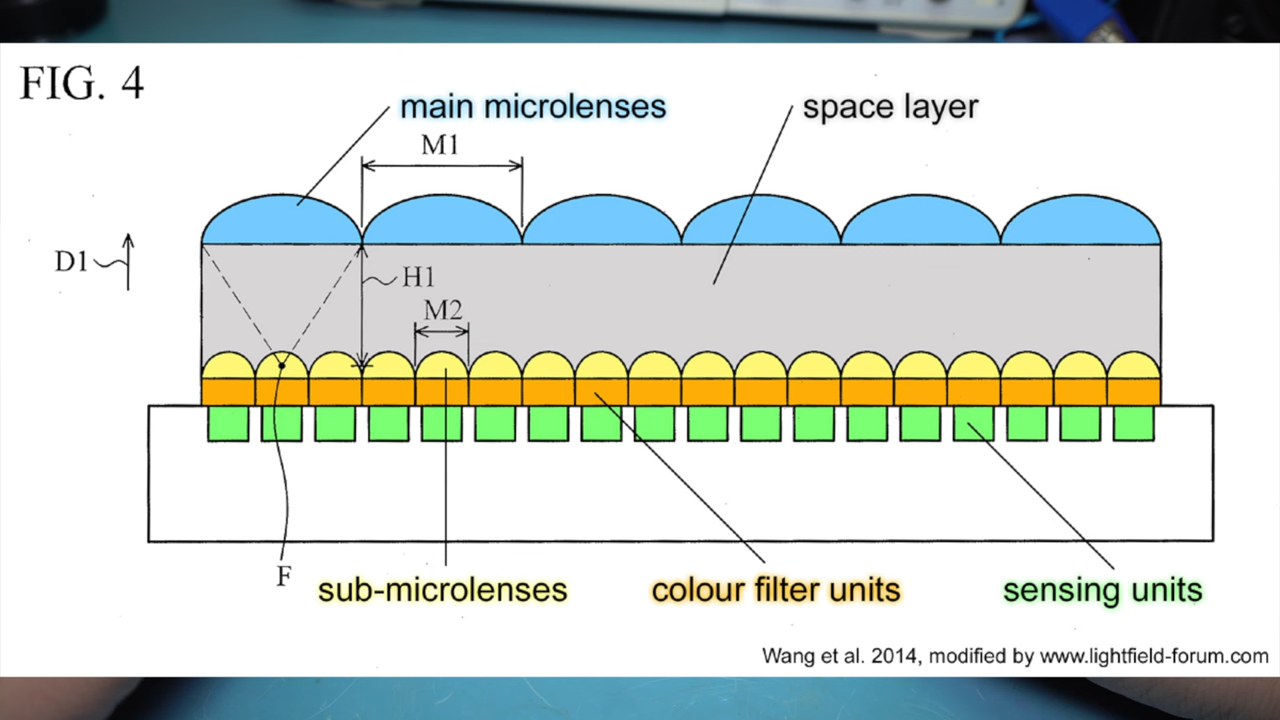 FIG. 4
main microlenses
space layer
M1
D1
H1
M2
F
sub-microlenses
colour filter units
sensing units
Wang et al. 2014, modified by www.lightfield-forum.com